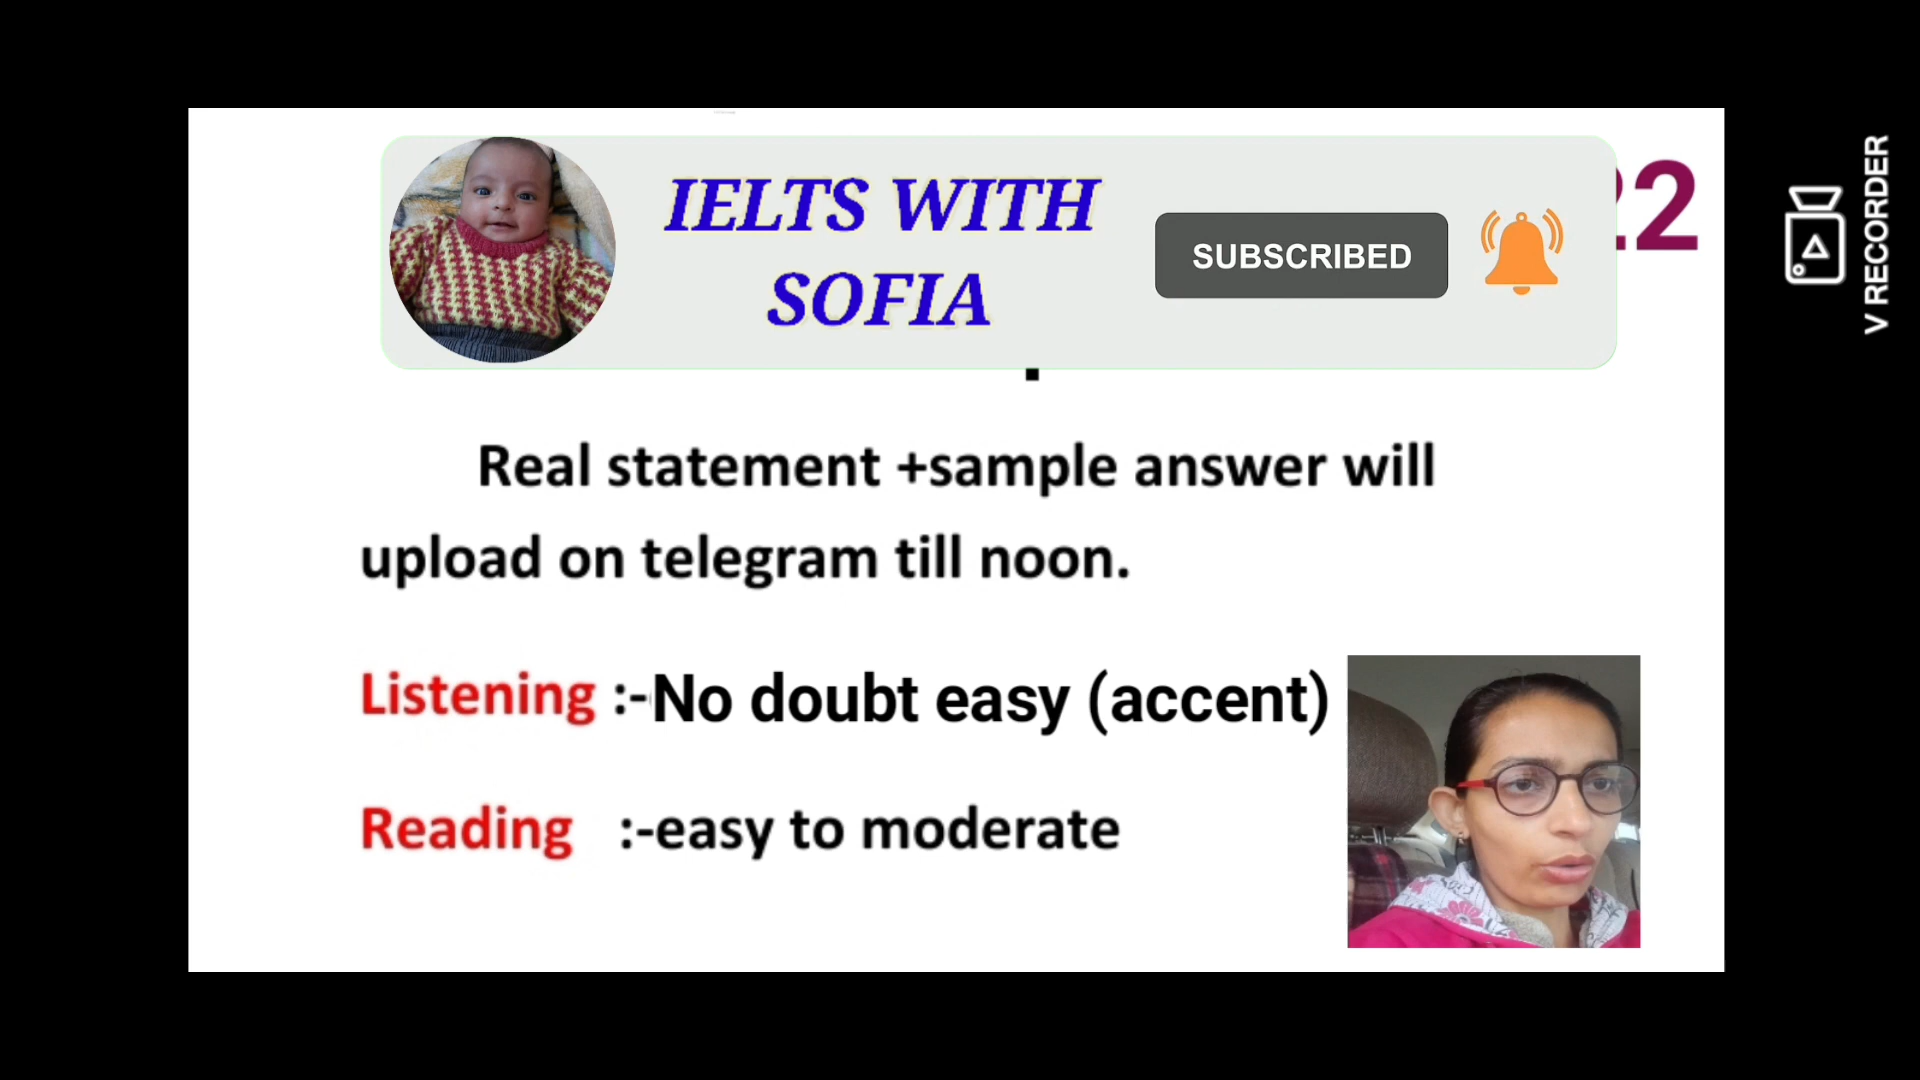 IELTS WITH
SOFIA
SUBSCRIBED
22
Real statement +sample answer will
upload on telegram till noon.
Listening :-No doubt easy (accent)
Reading :-easy to moderate
V RECORDER